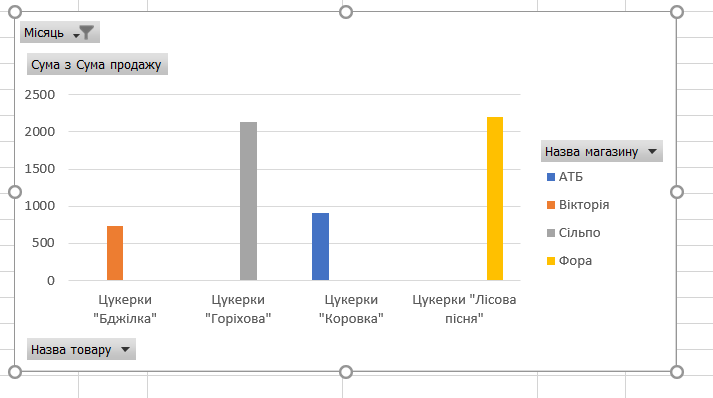 Місяць
Сума з Сума продажу
2500
2000
1500
1000
500
0
Цукерки
"Бджілка"
Цукерки
"Горіхова"
Цукерки
"Коровка"
Цукерки "Лісова
пісня"
Назва магазину
АТБ
Вікторія
Сільпо
Фора
Назва товару